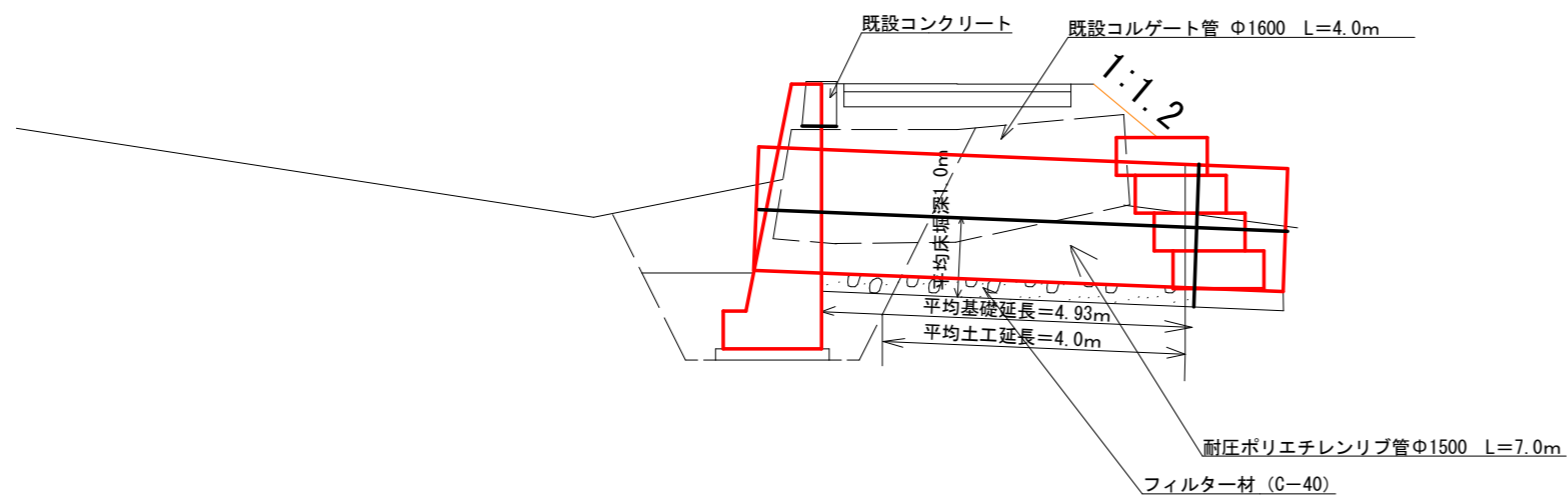 既設コンクリート
既設コルゲート管 Φ1600 L=4.0m
1:1.2
平均床堀深1.0m
平均基礎延長=4.93m
平均土工延長=4.0m
耐圧ポリエチレンリブ管Φ1500 L=7.0m
フィルター材 (C-40)